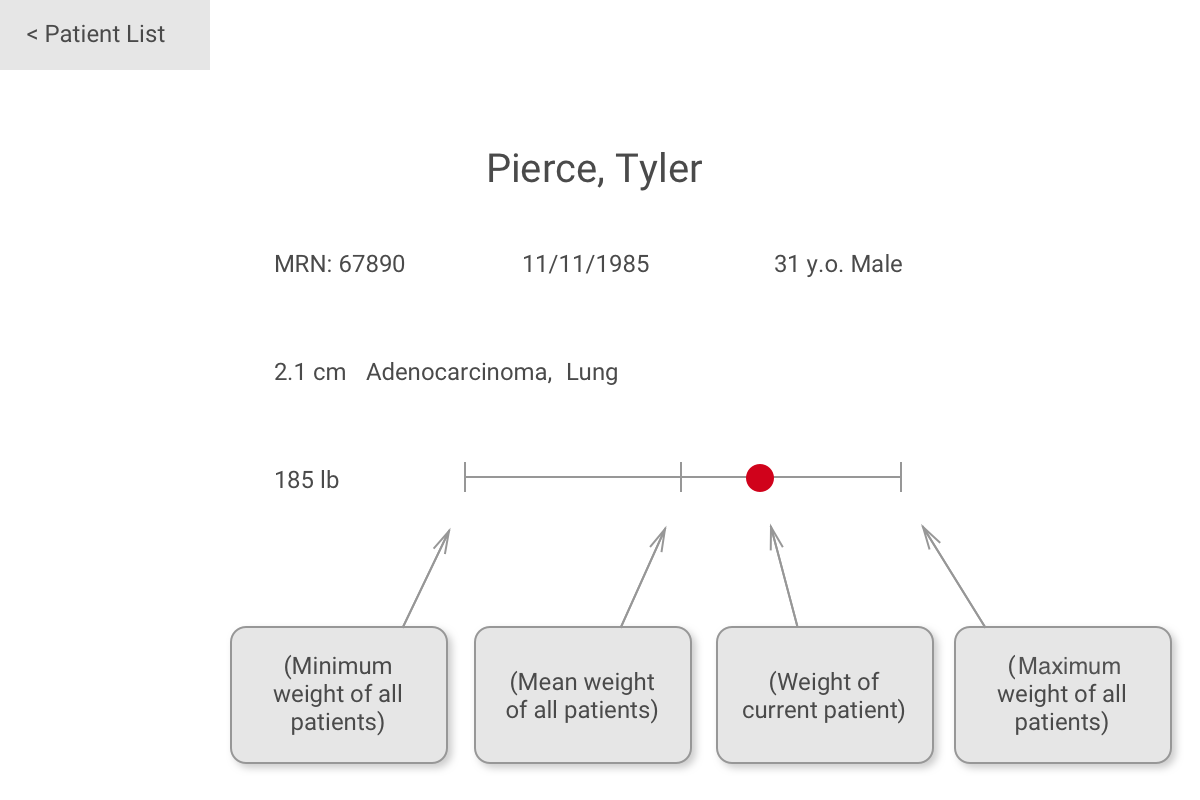 < Patient List
Pierce, Tyler
MRN: 67890 11/11/1985 31 y.o. Male
2.1 cm Adenocarcinoma, Lung
185 lb
(Minimum
weight of all
patients)
(Mean weight
of all patients)
(Weight of
current patient)
(Maximum
weight of all
patients)